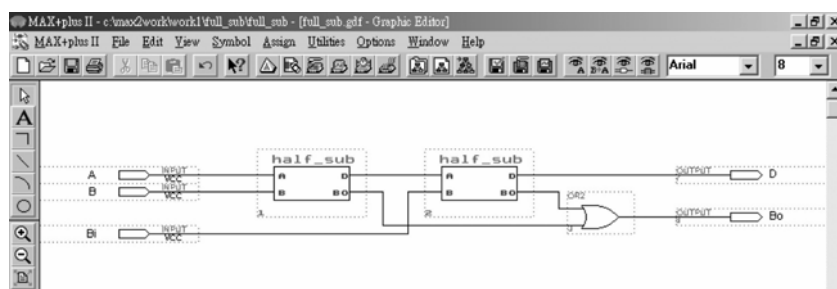 MAX+plus II - c:\max2work\work1\full_sub\full_sub - [full_sub.gdf - Graphic Editor]
MAX+plus II File Edit View Symbol Assign Utilities Options Window Help
Arial 8
half_sub half_sub
A INPUT VCC A D A D OUTPUT D
B INPUT VCC B BO B BO
1 2 OR2
Bi INPUT VCC OUTPUT Bo